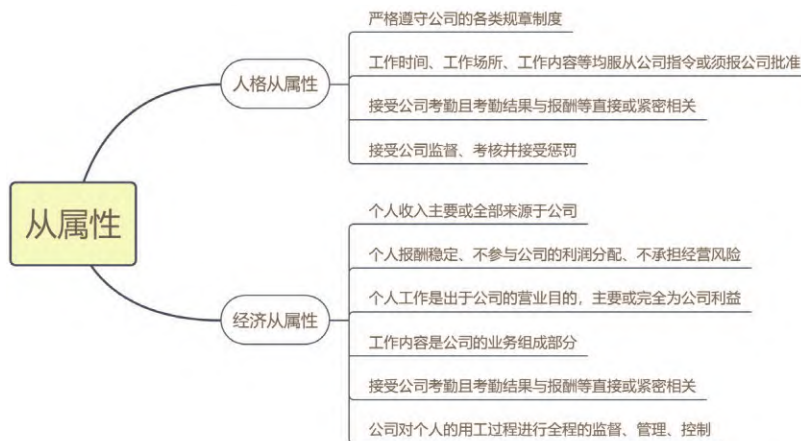 从属性
人格从属性
严格遵守公司的各类规章制度
工作时间、工作场所、工作内容等均服从公司指令或须报公司批准
接受公司考勤且考勤结果与报酬等直接或紧密相关
接受公司监督、考核并接受惩罚
经济从属性
个人收入主要或全部来源于公司
个人报酬稳定、不参与公司的利润分配、不承担经营风险
个人工作是出于公司的营业目的，主要或完全为公司利益
工作内容是公司的业务组成部分
接受公司考勤且考勤结果与报酬等直接或紧密相关
公司对个人的用工过程进行全程的监督、管理、控制